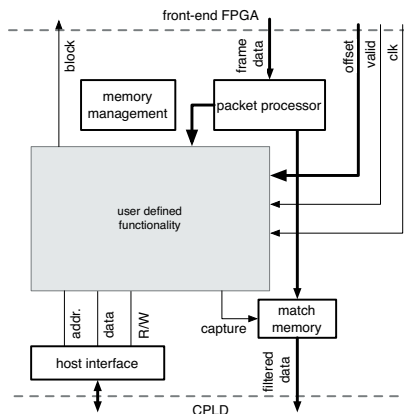 front-end FPGA
block
frame
data
offset
valid
clk
memory
management
packet processor
user defined
functionality
addr.
data
R/W
capture
match
memory
host interface
filtered
data
CPLD